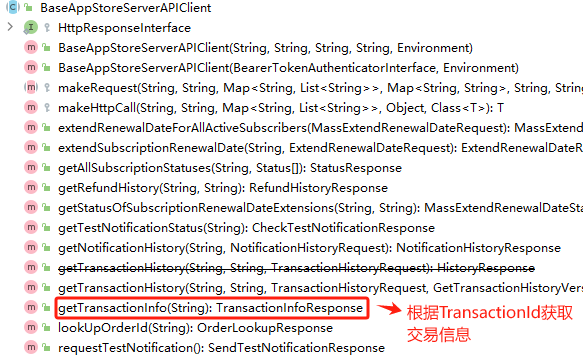 BaseAppStoreServerAPIClient
HttpResponseInterface
BaseAppStoreServerAPIClient(String, String, String, String, Environment)
BaseAppStoreServerAPIClient(BearerTokenAuthenticatorInterface, Environment)
makeRequest(String, String, Map<String, List<String>>, Map<String, String>, String, Strin
makeHttpCall(String, String, Map<String, List<String>>, Object, Class<T>): T
extendRenewalDateForAllActiveSubscribers(MassExtendRenewalDateRequest): MassExten
extendSubscriptionRenewalDate(String, ExtendRenewalDateRequest): ExtendRenewalDateR
getAllSubscriptionStatuses(String, Status[]): StatusResponse
getRefundHistory(String, String): RefundHistoryResponse
getStatusOfSubscriptionRenewalDateExtensions(String, String): MassExtendRenewalDateSta
getTestNotificationStatus(String): CheckTestNotificationResponse
getNotificationHistory(String, NotificationHistoryRequest): NotificationHistoryResponse
getTransactionHistory(String, String, TransactionHistoryRequest): HistoryResponse
getTransactionHistory(String, String, TransactionHistoryRequest, GetTransactionHistoryVers
getTransactionInfo(String): TransactionInfoResponse
根据TransactionId获取
交易信息
lookUpOrderId(String): OrderLookupResponse
requestTestNotification(): SendTestNotificationResponse